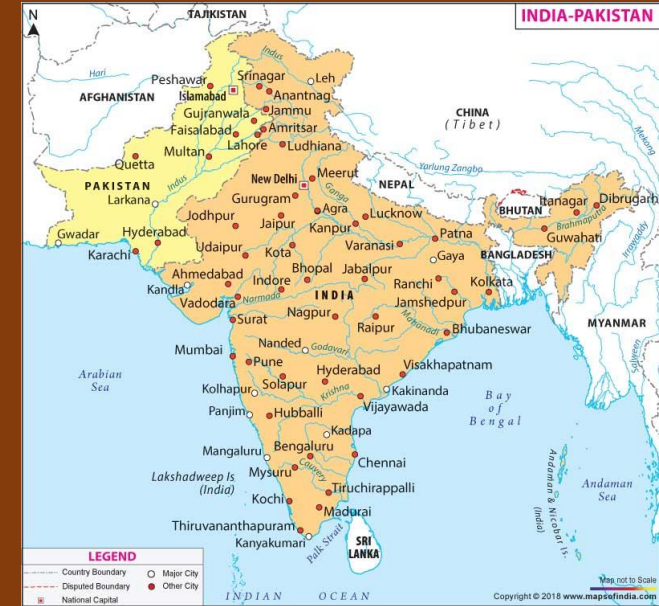 N
TAJIKISTAN
INDIA-PAKISTAN
Hari
AFGHANISTAN
Peshawar
Islamabad
Srinagar
Indus
Leh
Anantnag
Gujranwala
Jammu
Faisalabad
Amritsar
Lahore
Ludhiana
Multan
Quetta
CHINA
(Tibet)
Mekong
Yarlung Zangbo
PAKISTAN
Indus
Larkana
New Delhi
Meerut
Ganga
NEPAL
Gurugram
Gwadar
Hyderabad
Karachi
Jodhpur
Jaipur
Agra
Kanpur
Lucknow
BHUTAN
Itanagar
Dibrugarh
Brahmaputra
Guwahati
Irrawaddy
Udaipur
Kota
Varanasi
Patna
Gaya
BANGLADESH
Ahmedabad
Kandla
Indore
Bhopal
Jabalpur
Ranchi
Kolkata
Vadodara
Narmada
INDIA
Jamshedpur
Surat
Nagpur
Raipur
Mahanadi
Bhubaneswar
MYANMAR
Salween
Mumbai
Nanded
Godavari
Pune
Hyderabad
Visakhapatnam
Arabian
Sea
Solapur
Kolhapur
Krishna
Kakinada
Vijayawada
Bay
of
Bengal
Panjim
Hubballi
Kadapa
Mangaluru
Bengaluru
Chennai
Mysuru
Cauvery
Lakshadweep Is.
(India)
Tiruchirappalli
Kochi
Madurai
Andaman & Nicobar Is.
(India)
Andaman
Sea
Thiruvananthapuram
Kanyakumari
Palk Strait
SRI
LANKA
INDIAN OCEAN
LEGEND
Country Boundary
Major City
Disputed Boundary
Other City
National Capital
Map not to Scale
Copyright © 2018 www.mapsofindia.com